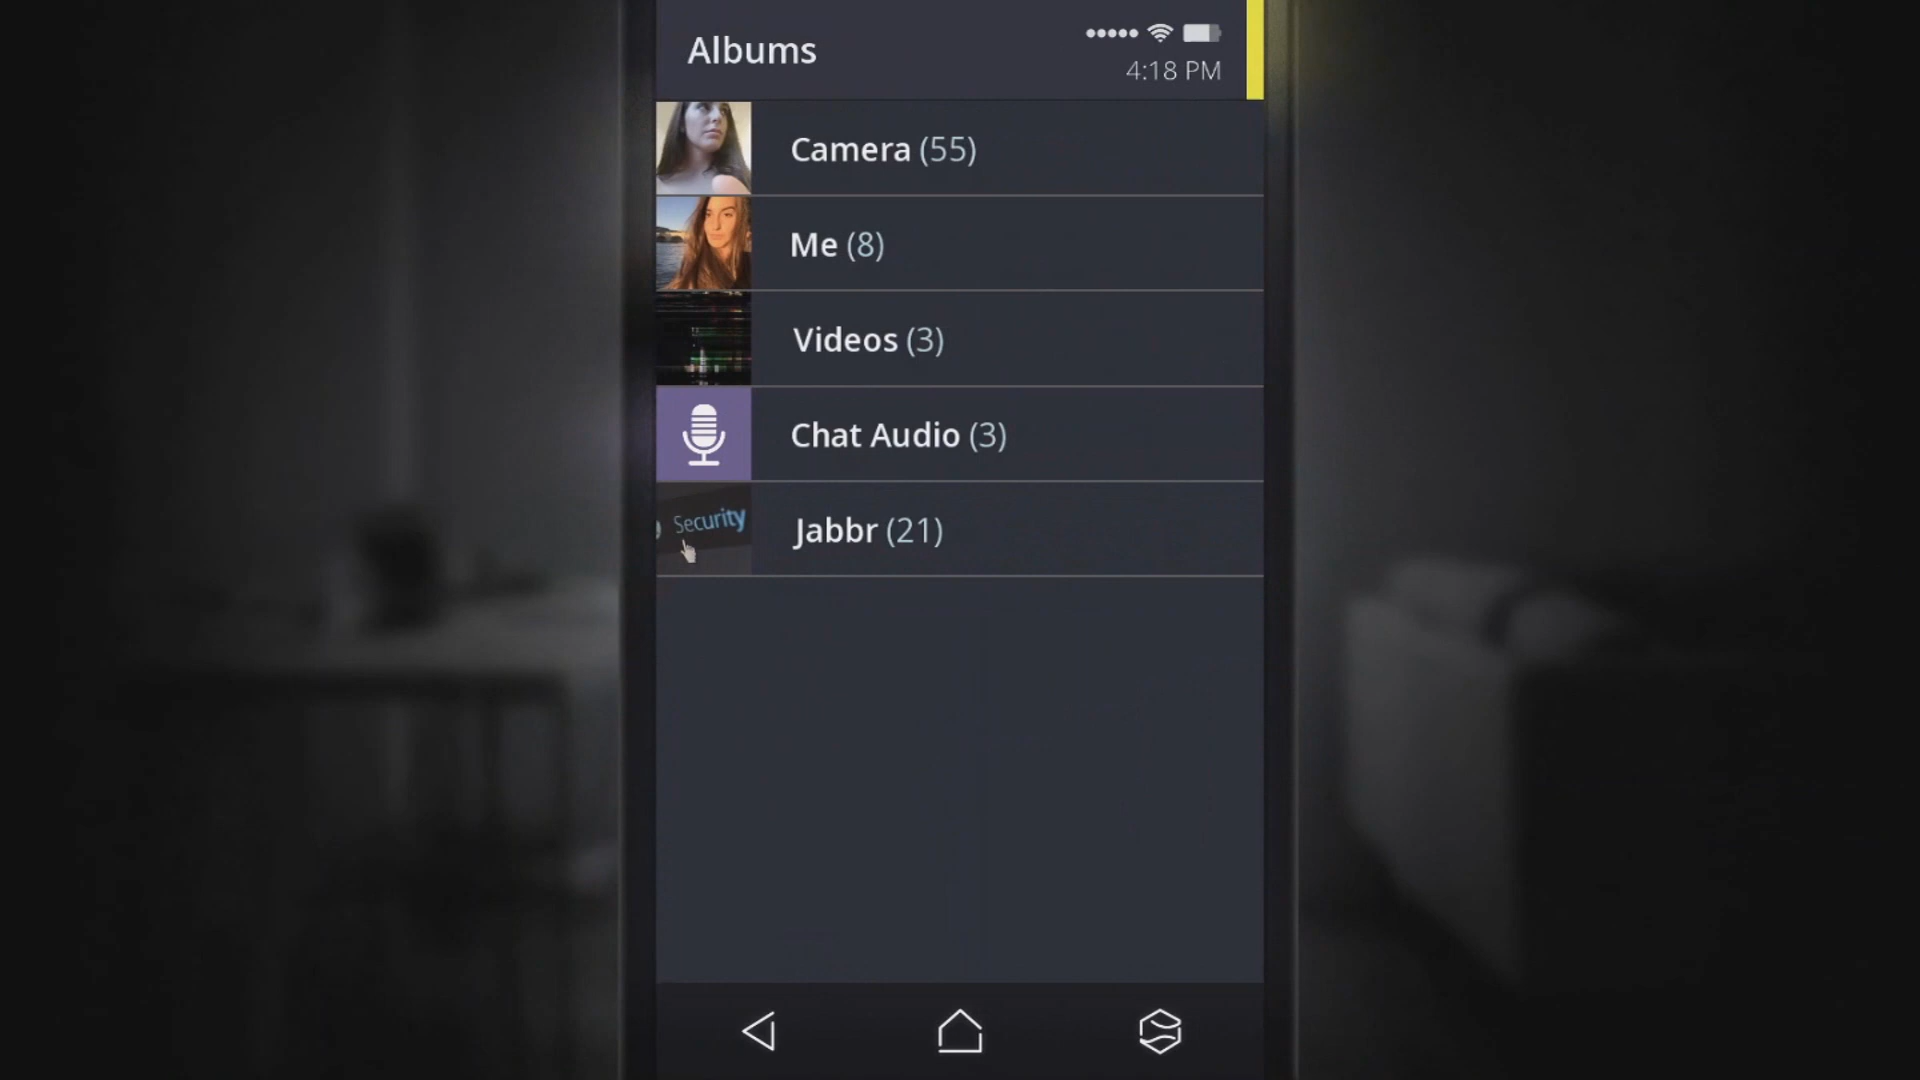 Albums
4:18 PM
Camera (55)
Me (8)
Videos (3)
Chat Audio (3)
Security
Jabbr (21)